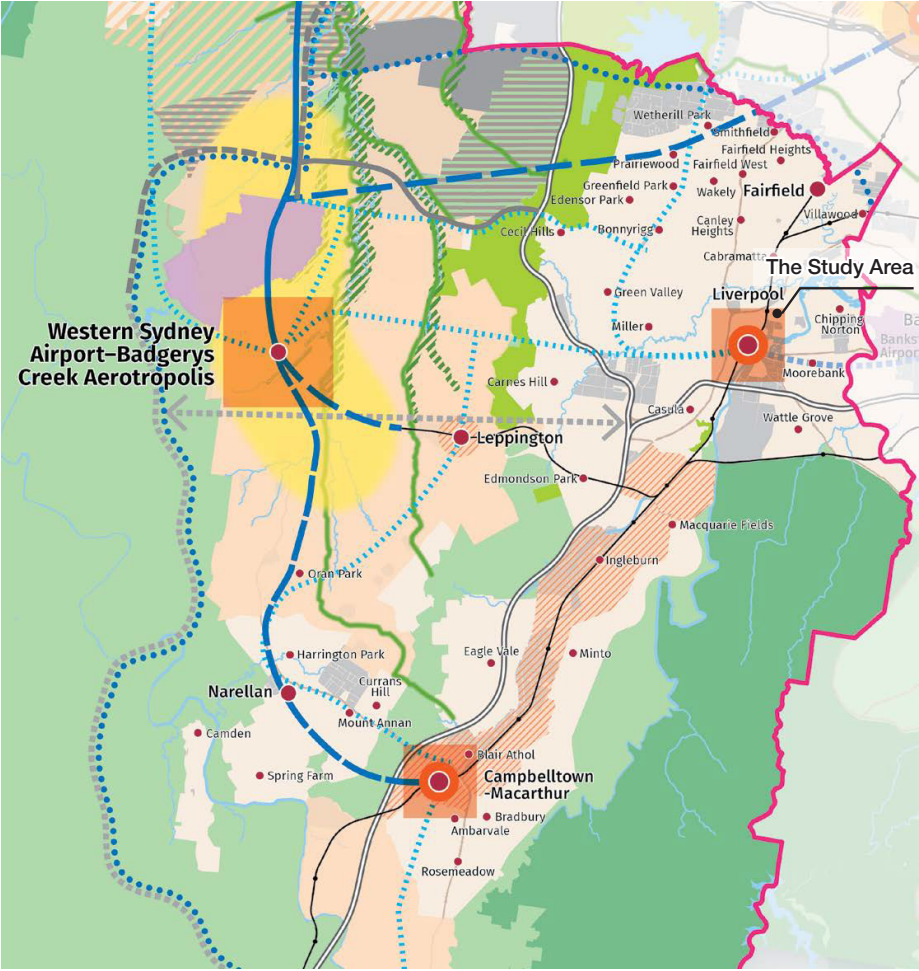 Wetherill Park
Smithfield
Fairfield Heights
Prairiewood
Fairfield West
Greenfield Park
Wakely
Fairfield
Edensor Park
Villawood
Cecil Hills
Bonnyrigg
Canley
Heights
Cabramatta
The Study Area
Green Valley
Liverpool
Western Sydney
Airport–Badgerys
Creek Aerotropolis
Miller
Chipping
Norton
Ba
Banksto
Airport
Moorebank
Carnes Hill
Casula
Wattle Grove
Leppington
Edmondson Park
Macquarie Fields
Ingleburn
Oran Park
Harrington Park
Eagle Vale
Minto
Currans
Hill
Narellan
Mount Annan
Camden
Blair Athol
Spring Farm
Campbelltown
-Macarthur
Bradbury
Ambarvale
Rosemeadow